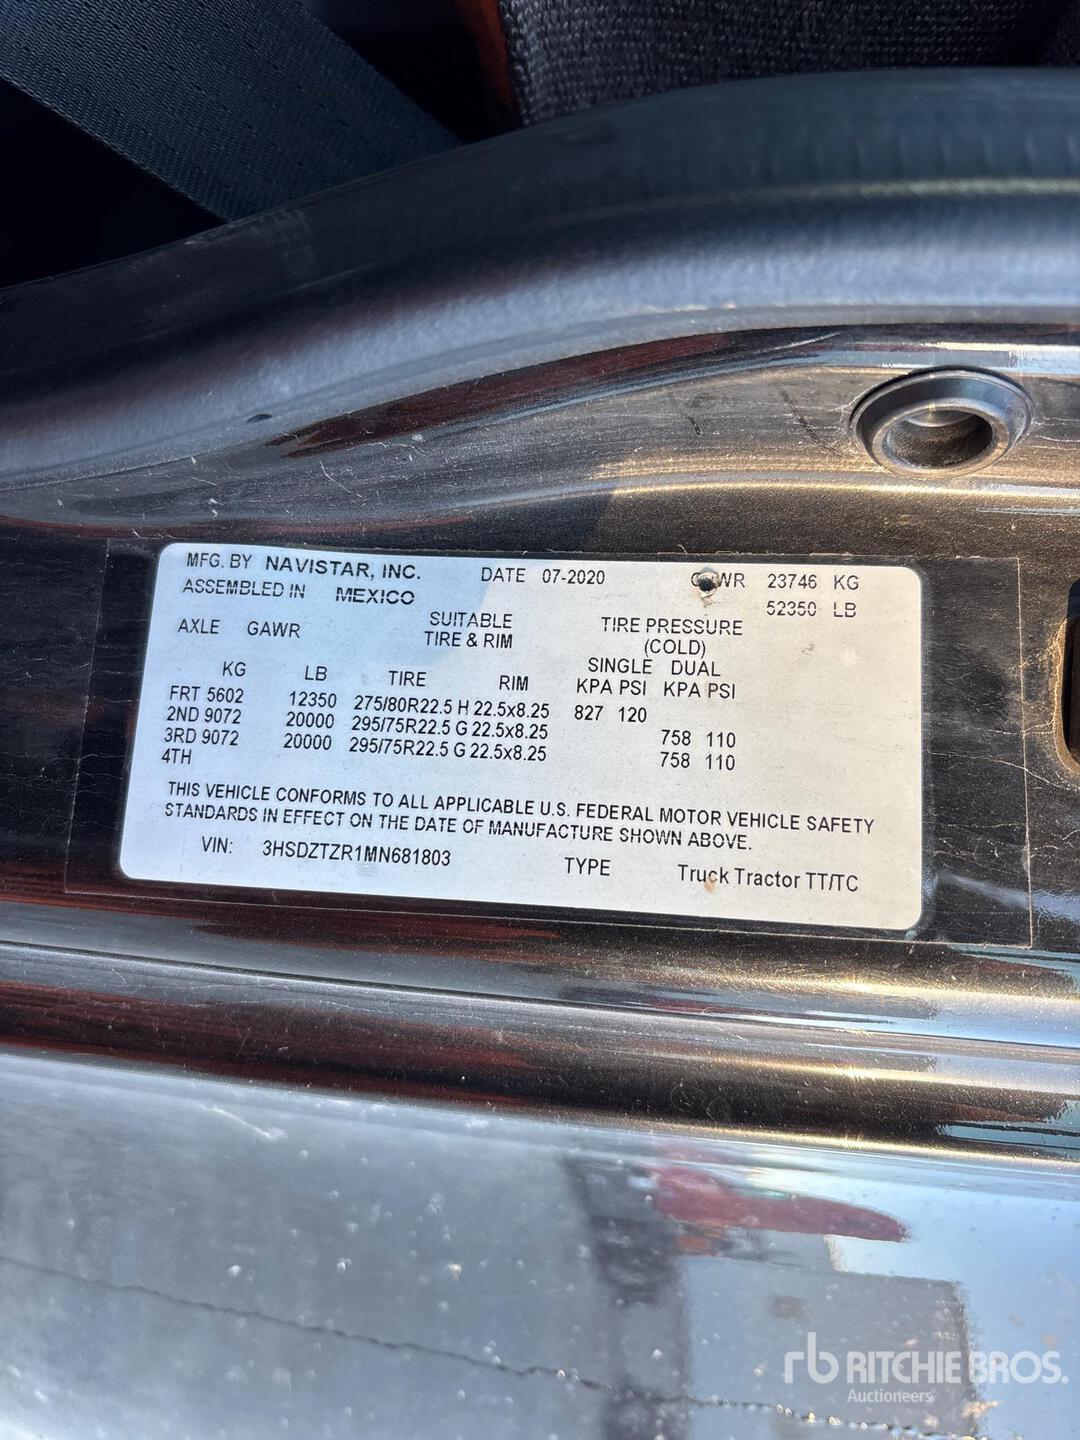 MFG. BY NAVISTAR, INC. DATE 07-2020 GVWR 23746 KG
ASSEMBLED IN MEXICO 52350 LB
AXLE GAWR SUITABLE TIRE PRESSURE
TIRE & RIM (COLD)
SINGLE DUAL
KG LB TIRE RIM KPA PSI KPA PSI
FRT 5602 12350 275/80R22.5 H 22.5x8.25 827 120
2ND 9072 20000 295/75R22.5 G 22.5x8.25 758 110
3RD 9072 20000 295/75R22.5 G 22.5x8.25 758 110
4TH
THIS VEHICLE CONFORMS TO ALL APPLICABLE U.S. FEDERAL MOTOR VEHICLE SAFETY
STANDARDS IN EFFECT ON THE DATE OF MANUFACTURE SHOWN ABOVE.
VIN: 3HSDZTZR1MN681803 TYPE Truck Tractor TT/TC
rb RITCHIE BROS.
Auctioneers